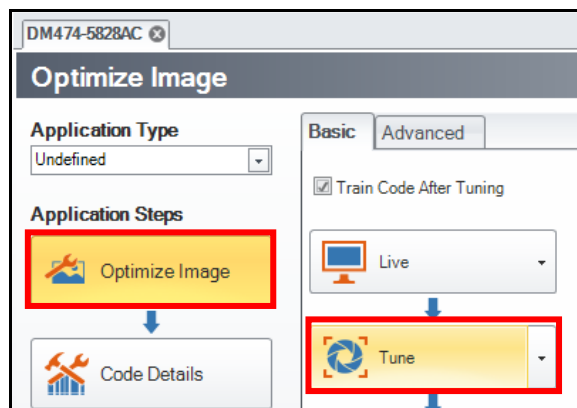 DM474-5828AC
Optimize Image
Application Type
Undefined
Application Steps
Optimize Image
Code Details
Basic
Advanced
Train Code After Tuning
Live
Tune